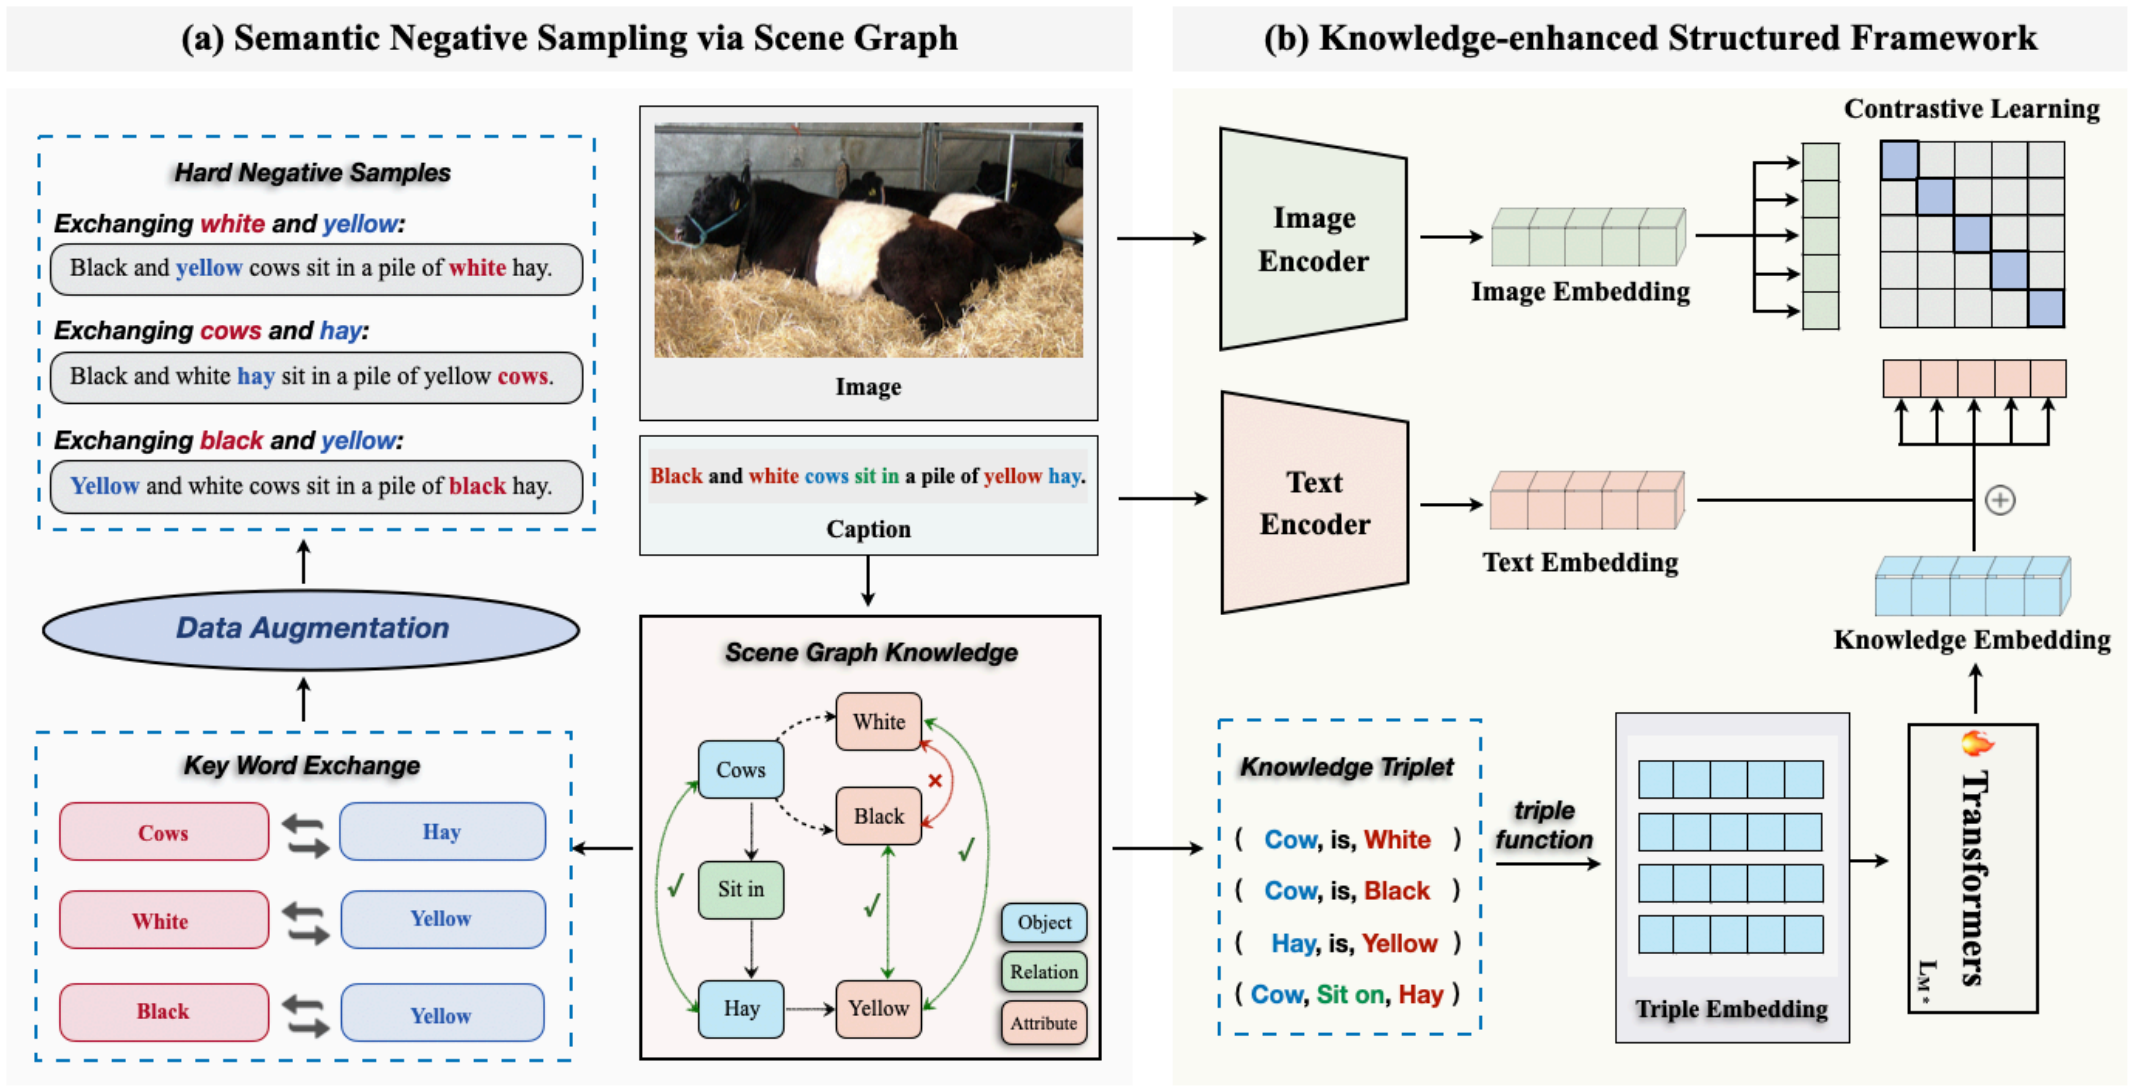 (a) Semantic Negative Sampling via Scene Graph
Hard Negative Samples
Exchanging white and yellow:
Black and yellow cows sit in a pile of white hay.
Exchanging cows and hay:
Black and white hay sit in a pile of yellow cows.
Exchanging black and yellow:
Yellow and white cows sit in a pile of black hay.
Data Augmentation
Key Word Exchange
Cows
Hay
White
Yellow
Black
Yellow
Image
Black and white cows sit in a pile of yellow hay.
Caption
Scene Graph Knowledge
White
Cows
Black
Sit in
Hay
Yellow
Object
Relation
Attribute
(b) Knowledge-enhanced Structured Framework
Contrastive Learning
Image
Encoder
Image Embedding
Text
Encoder
Text Embedding
Knowledge Embedding
Knowledge Triplet
( Cow, is, White )
( Cow, is, Black )
( Hay, is, Yellow )
( Cow, Sit on, Hay )
triple
function
Triple Embedding
Transformers
LM*